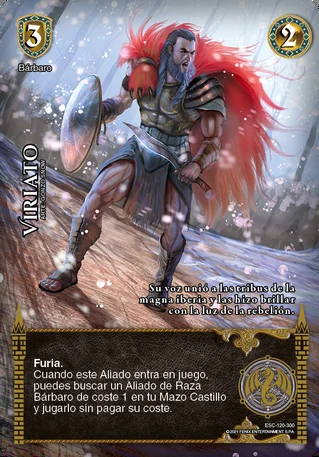 3
2
Bárbaro
VIRIATO
Su voz unió a las tribus de la
magna iberia y las hizo brillar
con la luz de la rebelión.
Furia.
Cuando este Aliado entra en juego,
puedes buscar un Aliado de Raza
Bárbaro de coste 1 en tu Mazo Castillo
y jugarlo sin pagar su coste.
ESC-120-300
© 2021 FENIX ENTERTAINMENT S.P.A.